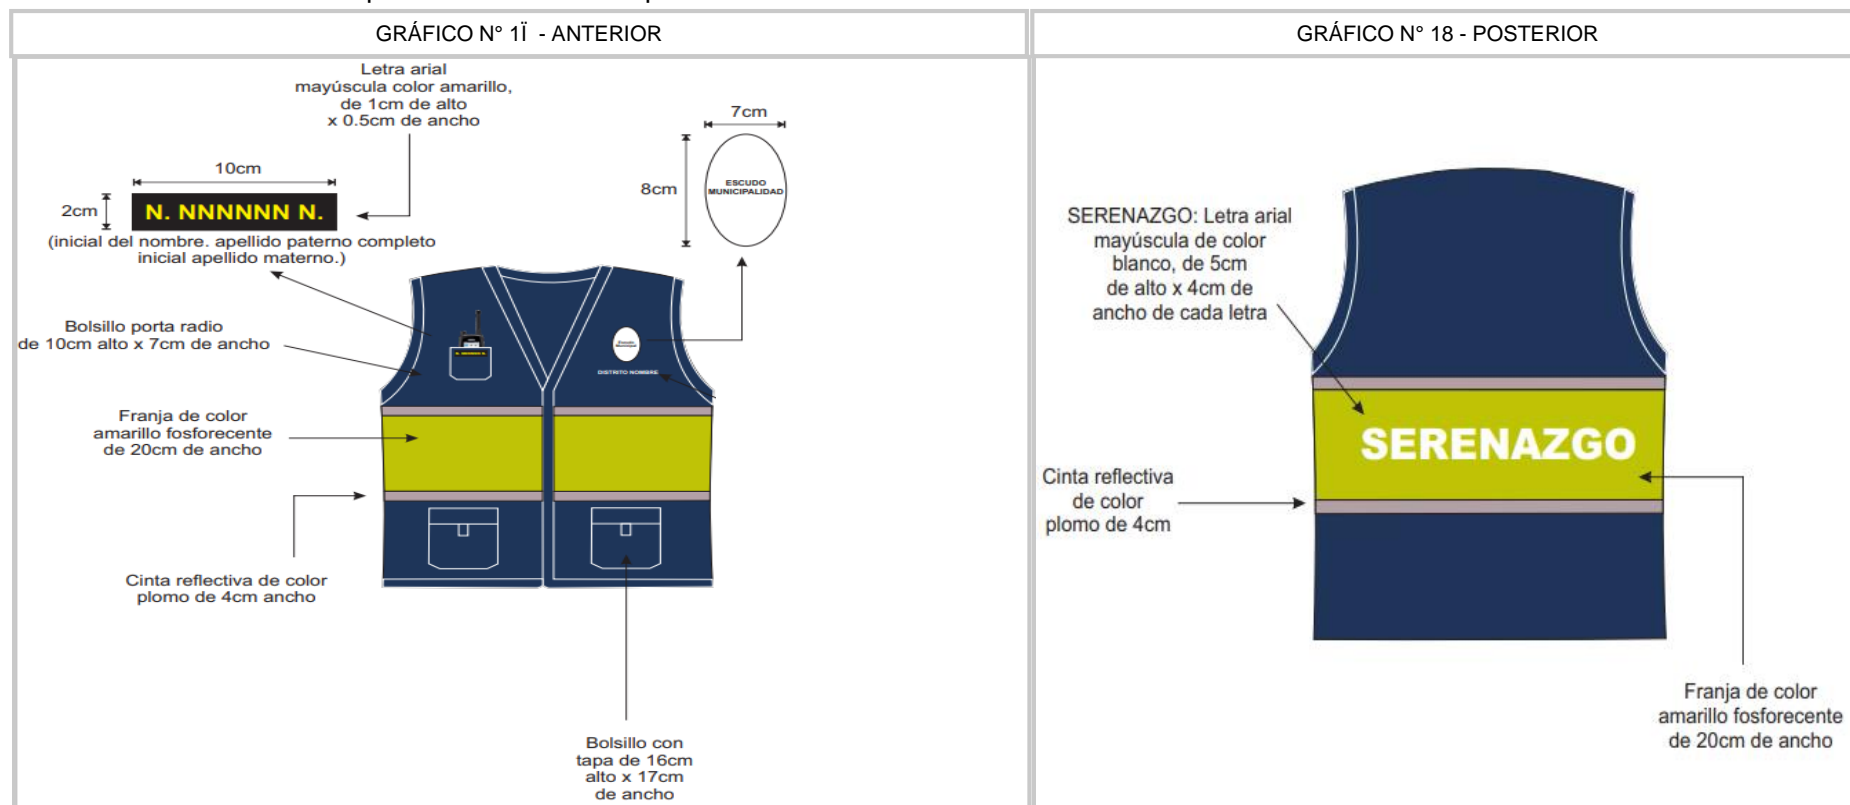 GRÁFICO N° 1Ï - ANTERIOR
GRÁFICO N° 18 - POSTERIOR
Letra arial
mayúscula color amarillo,
de 1cm de alto
x 0.5cm de ancho
7cm
10cm
8cm
ESCUDO
MUNICIPALIDAD
2cm
N. NNNNNN N.
(inicial del nombre. apellido paterno completo
inicial apellido materno.)
Bolsillo porta radio
de 10cm alto x 7cm de ancho
N. NNNNNN N.
Escudo
Municipal
DISTRITO NOMBRE
Franja de color
amarillo fosforecente
de 20cm de ancho
Cinta reflectiva de color
plomo de 4cm ancho
Bolsillo con
tapa de 16cm
alto x 17cm
de ancho
SERENAZGO: Letra arial
mayúscula de color
blanco, de 5cm
de alto x 4cm de
ancho de cada letra
SERENAZGO
Cinta reflectiva
de color
plomo de 4cm
Franja de color
amarillo fosforecente
de 20cm de ancho